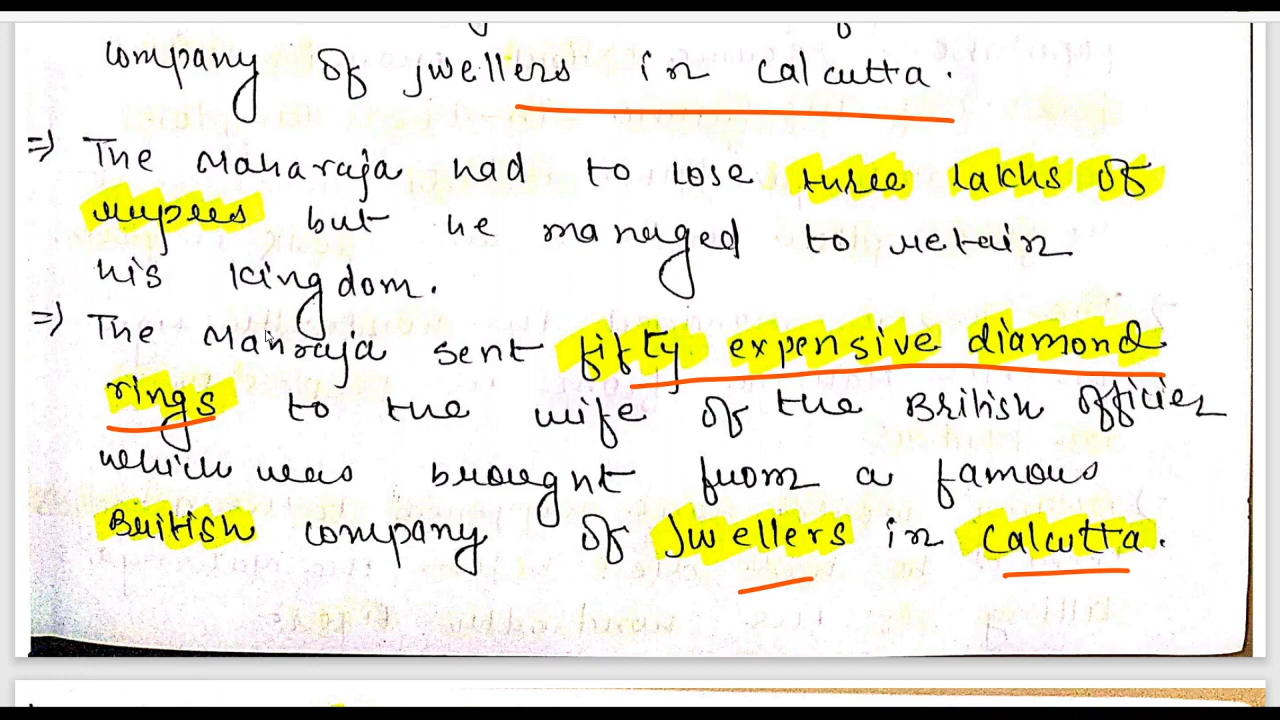 company of jwellers in calcutta.
=> The Maharaja had to lose three lakhs of
rupees but he managed to retain
his kingdom.
=> The Mahraja sent fifty expensive diamond
rings to the wife of the British officier
which was brought from a famous
British company of Jwellers in Calcutta.